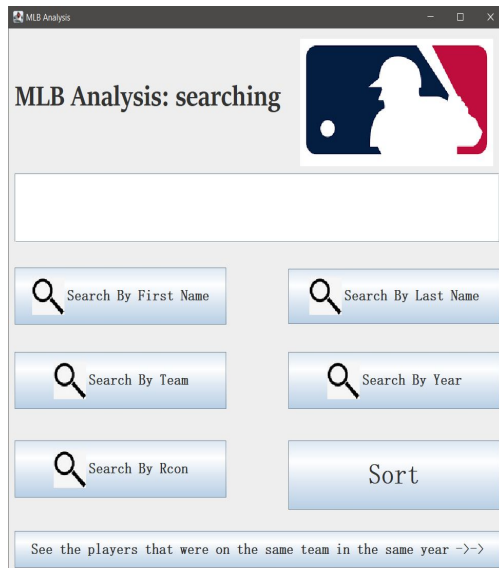 MLB Analysis
MLB Analysis: searching
Search By First Name
Search By Last Name
Search By Team
Search By Year
Search By Rcon
Sort
See the players that were on the same team in the same year ->->